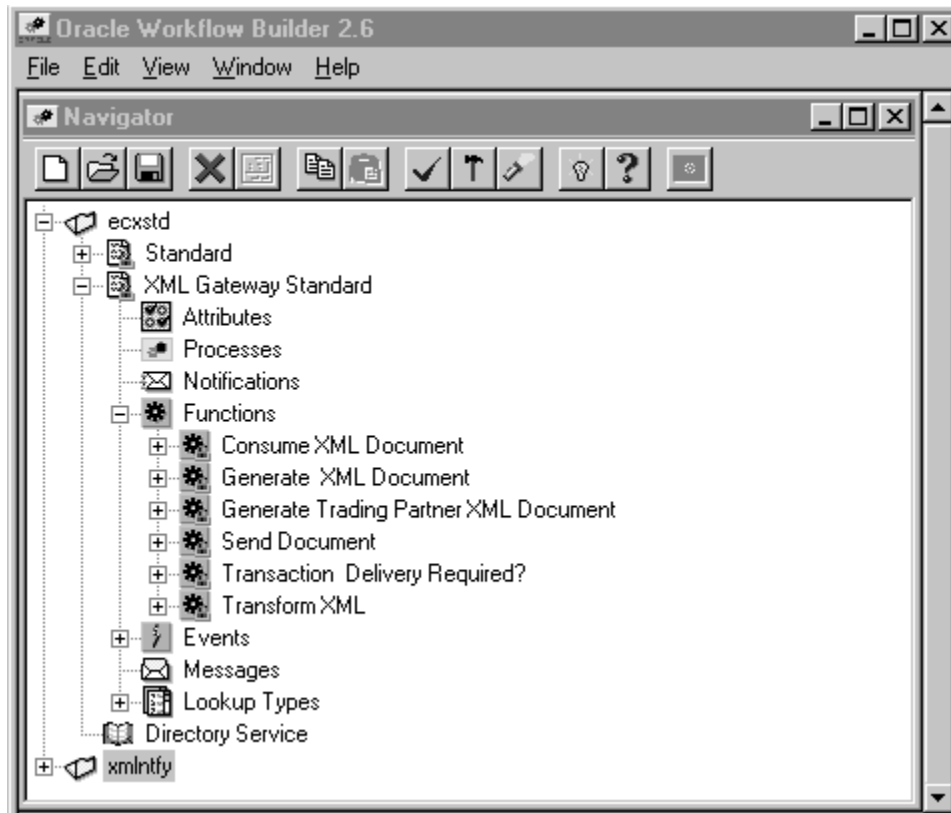 Oracle Workflow Builder 2.6
File Edit View Window Help
Navigator
ecxstd
Standard
XML Gateway Standard
Attributes
Processes
Notifications
Functions
Consume XML Document
Generate XML Document
Generate Trading Partner XML Document
Send Document
Transaction Delivery Required?
Transform XML
Events
Messages
Lookup Types
Directory Service
xmlntfy